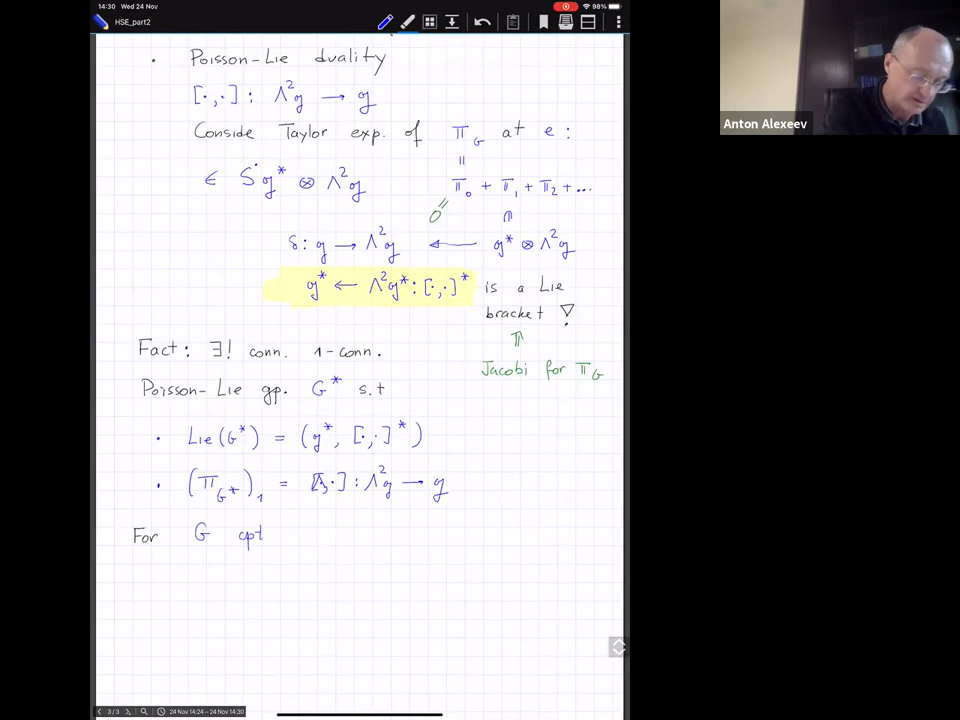 14:30 Wed 24 Nov
98%
HSE_part2
• Poisson-Lie duality
[·,·]: Λ²g → g
Conside Taylor exp. of π_G at e:
∈ S˙g* ⊗ Λ²g
=
π₀ + π₁ + π₂ + ...
0 =
∩
δ: g → Λ²g ← g* ⊗ Λ²g
g* ← Λ²g* : [·,·]* is a Lie
bracket !
⇑
Jacobi for π_G
Fact: ∃! conn. 1-conn.
Poisson-Lie gp. G* s.t
• Lie(G*) = (g*, [·,·]*)
• (π_G*)₁ = [·,·]: Λ²g → g
For G cpt
3/3
24 Nov 14:24 – 24 Nov 14:30
Anton Alexeev